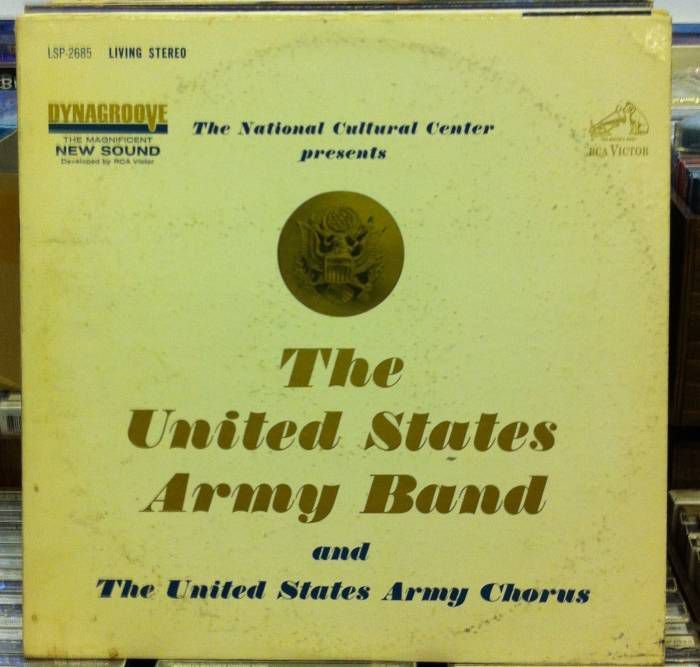 LSP-2685 LIVING STEREO
DYNAGROOVE
THE MAGNIFICENT
NEW SOUND
Developed by RCA Victor
The National Cultural Center
presents
RCA VICTOR
The
United States
Army Band
and
The United States Army Chorus